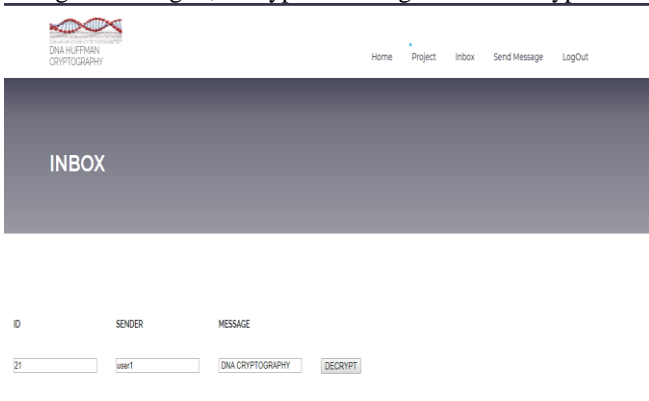 DNA HUFFMAN
CRYPTOGRAPHY
Home Project Inbox Send Message LogOut
INBOX
ID SENDER MESSAGE
21 user1 DNA CRYPTOGRAPHY DECRYPT